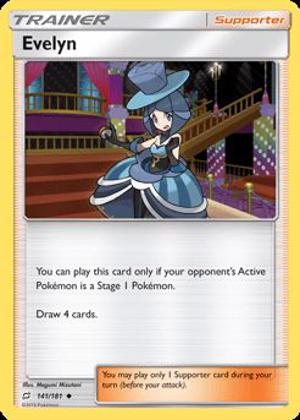 TRAINER
Supporter
Evelyn
You can play this card only if your opponent's Active
Pokémon is a Stage 1 Pokémon.
Draw 4 cards.
Illus. Megumi Mizutani
141/181
©2019 Pokémon
You may play only 1 Supporter card during your
turn (before your attack).